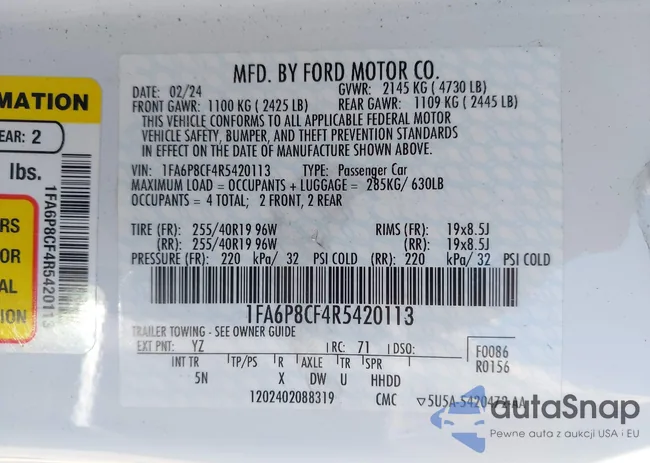 MATION
EAR: 2
lbs.
1FA6P8CF4R5420113
RS
OR
AL
ION
MFD. BY FORD MOTOR CO.
DATE: 02/24 GVWR: 2145 KG ( 4730 LB)
FRONT GAWR: 1100 KG ( 2425 LB) REAR GAWR: 1109 KG ( 2445 LB)
THIS VEHICLE CONFORMS TO ALL APPLICABLE FEDERAL MOTOR
VEHICLE SAFETY, BUMPER, AND THEFT PREVENTION STANDARDS
IN EFFECT ON THE DATE OF MANUFACTURE SHOWN ABOVE.
VIN: 1FA6P8CF4R5420113 TYPE: Passenger Car
MAXIMUM LOAD = OCCUPANTS + LUGGAGE = 285KG/ 630LB
OCCUPANTS = 4 TOTAL; 2 FRONT, 2 REAR
TIRE (FR): 255/40R19 96W RIMS (FR): 19x8.5J
(RR): 255/40R19 96W (RR): 19x8.5J
PRESSURE (FR): 220 kPa/ 32 PSI COLD (RR): 220 kPa/ 32 PSI COLD
1FA6P8CF4R5420113
TRAILER TOWING - SEE OWNER GUIDE
EXT PNT: YZ RC: 71 DSO: F0086
R0156
INT TR TP/PS R AXLE TR SPR
5N X DW U HHDD
1202402088319 CMC ▽5U5A-5420472-AA
autoSnap
Pewne auta z aukcji USA i EU